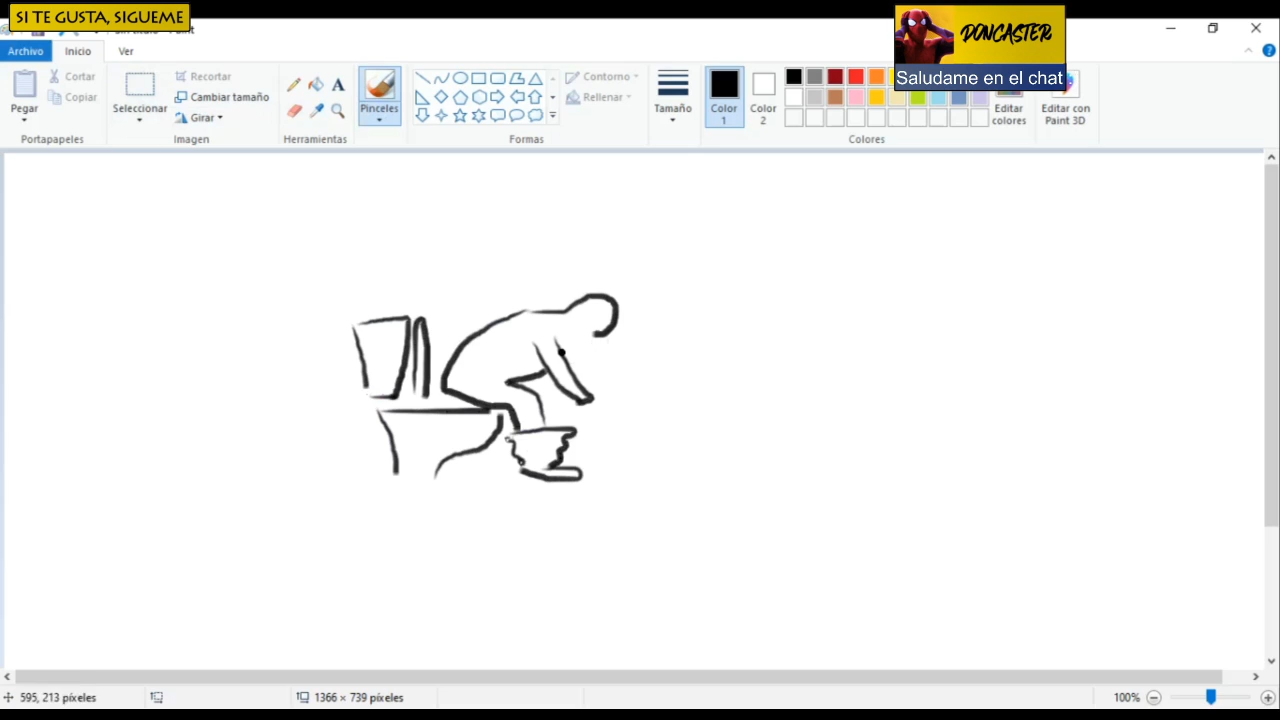 SI TE GUSTA, SIGUEME
DONCASTER
Saludame en el chat
Archivo
Inicio
Ver
Pegar
Cortar
Copiar
Portapapeles
Seleccionar
Recortar
Cambiar tamaño
Girar
Imagen
A
Herramientas
Pinceles
Contorno
Rellenar
Formas
Tamaño
Color
1
Color
2
Editar
colores
Colores
Editar con
Paint 3D
595, 213 píxeles
1366 × 739 píxeles
100%